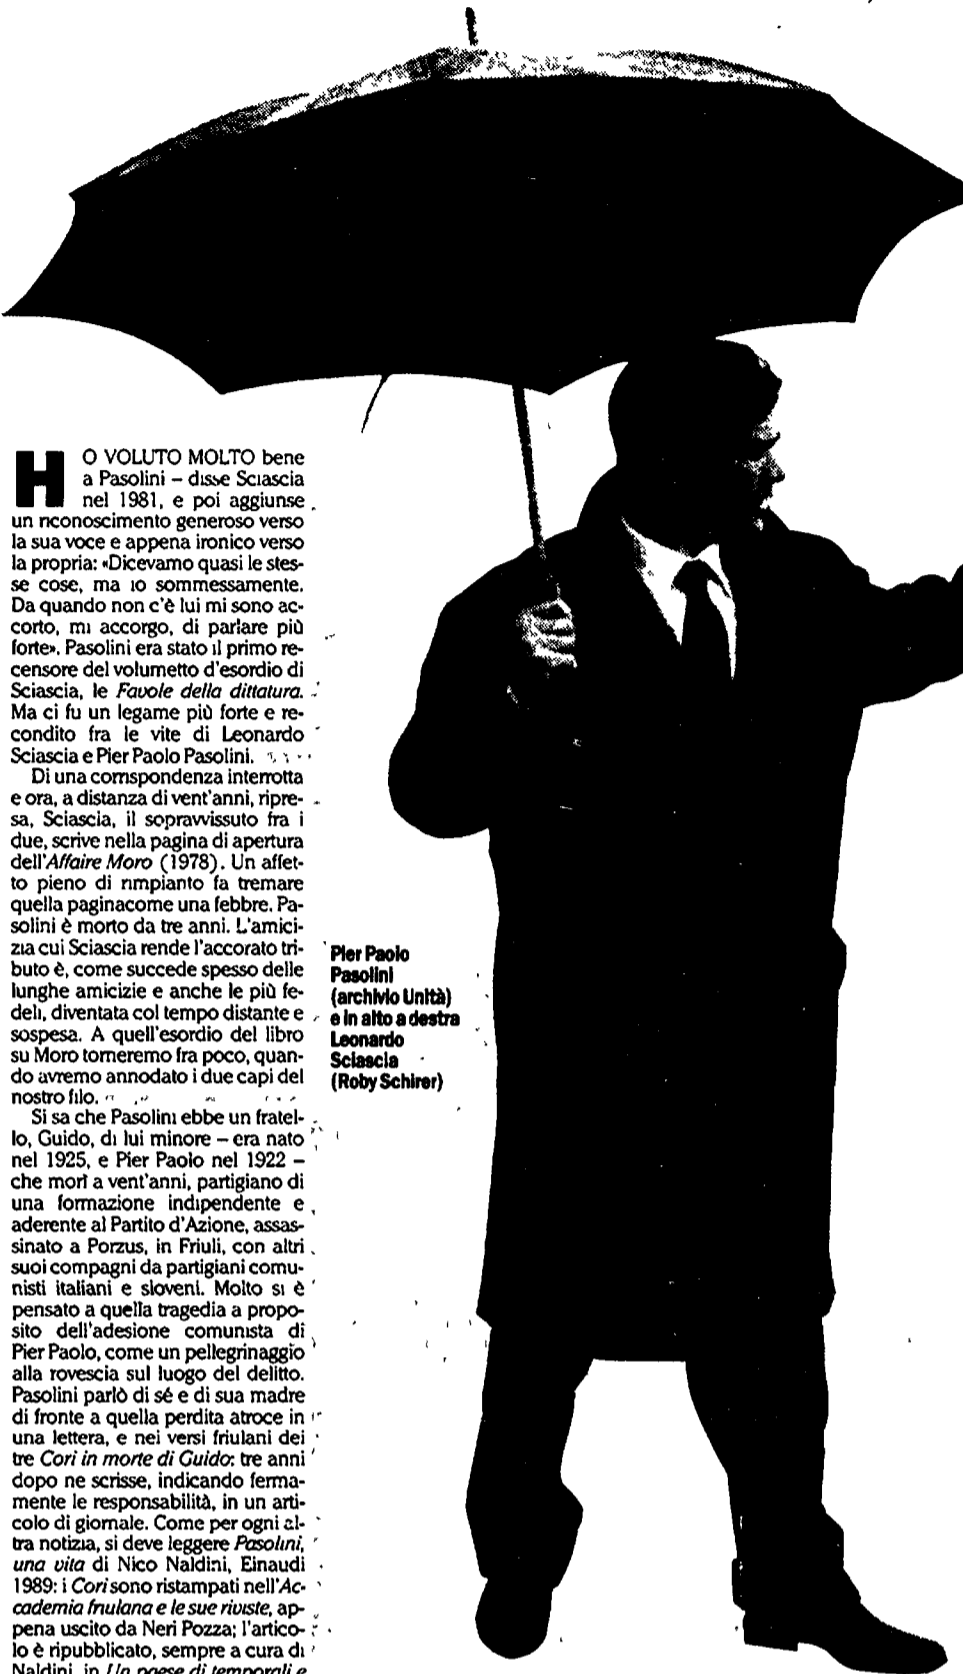 HO VOLUTO MOLTO bene
a Pasolini – disse Sciascia
nel 1981, e poi aggiunse
un riconoscimento generoso verso
la sua voce e appena ironico verso
la propria: «Dicevamo quasi le stes-
se cose, ma io sommessamente.
Da quando non c'è lui mi sono ac-
corto, mi accorgo, di parlare più
forte». Pasolini era stato il primo re-
censore del volumetto d'esordio di
Sciascia, le Favole della dittatura.
Ma ci fu un legame più forte e re-
condito fra le vite di Leonardo
Sciascia e Pier Paolo Pasolini.
Di una corrispondenza interrotta
e ora, a distanza di vent'anni, ripre-
sa, Sciascia, il sopravvissuto fra i
due, scrive nella pagina di apertura
dell'Affaire Moro (1978). Un affet-
to pieno di rimpianto fa tremare
quella paginacome una febbre. Pa-
solini è morto da tre anni. L'amici-
zia cui Sciascia rende l'accorato tri-
buto è, come succede spesso delle
lunghe amicizie e anche le più fe-
deli, diventata col tempo distante e
sospesa. A quell'esordio del libro
su Moro torneremo fra poco, quan-
do avremo annodato i due capi del
nostro filo.
Si sa che Pasolini ebbe un fratel-
lo, Guido, di lui minore – era nato
nel 1925, e Pier Paolo nel 1922 –
che morì a vent'anni, partigiano di
una formazione indipendente e
aderente al Partito d'Azione, assas-
sinato a Porzus, in Friuli, con altri
suoi compagni da partigiani comu-
nisti italiani e sloveni. Molto si è
pensato a quella tragedia a propo-
sito dell'adesione comunista di
Pier Paolo, come un pellegrinaggio
alla rovescia sul luogo del delitto.
Pasolini parlò di sé e di sua madre
di fronte a quella perdita atroce in
una lettera, e nei versi friulani dei
tre Cori in morte di Guido: tre anni
dopo ne scrisse, indicando ferma-
mente le responsabilità, in un arti-
colo di giornale. Come per ogni al-
tra notizia, si deve leggere Pasolini,
una vita di Nico Naldini, Einaudi
1989: i Cori sono ristampati nell'Ac-
cademia friulana e le sue riviste, ap-
pena uscito da Neri Pozza; l'artico-
lo è ripubblicato, sempre a cura di
Naldini, in Un paese di temporali e
Pier Paolo
Pasolini
(archivio Unità)
e in alto a destra
Leonardo
Sciascia
(Roby Schirer)